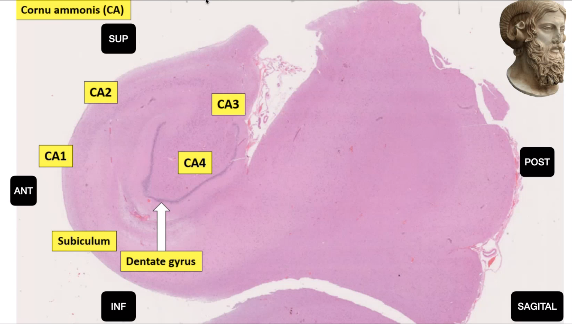 Cornu ammonis (CA)
SUP
CA2
CA3
CA1
CA4
ANT
POST
Subiculum
Dentate gyrus
INF
SAGITAL